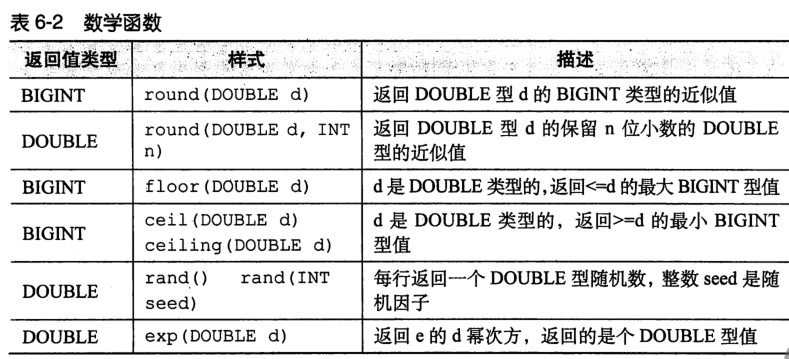 表 6-2 数学函数
返回值类型 样式 描述
BIGINT round(DOUBLE d) 返回 DOUBLE 型 d 的 BIGINT 类型的近似值
DOUBLE round(DOUBLE d, INT n) 返回 DOUBLE 型 d 的保留 n 位小数的 DOUBLE 型的近似值
BIGINT floor(DOUBLE d) d 是 DOUBLE 类型的,返回<=d 的最大 BIGINT 型值
BIGINT ceil(DOUBLE d) ceiling(DOUBLE d) d 是 DOUBLE 类型的，返回>=d 的最小 BIGINT 型值
DOUBLE rand() rand(INT seed) 每行返回一个 DOUBLE 型随机数，整数 seed 是随机因子
DOUBLE exp(DOUBLE d) 返回 e 的 d 幂次方，返回的是个 DOUBLE 型值